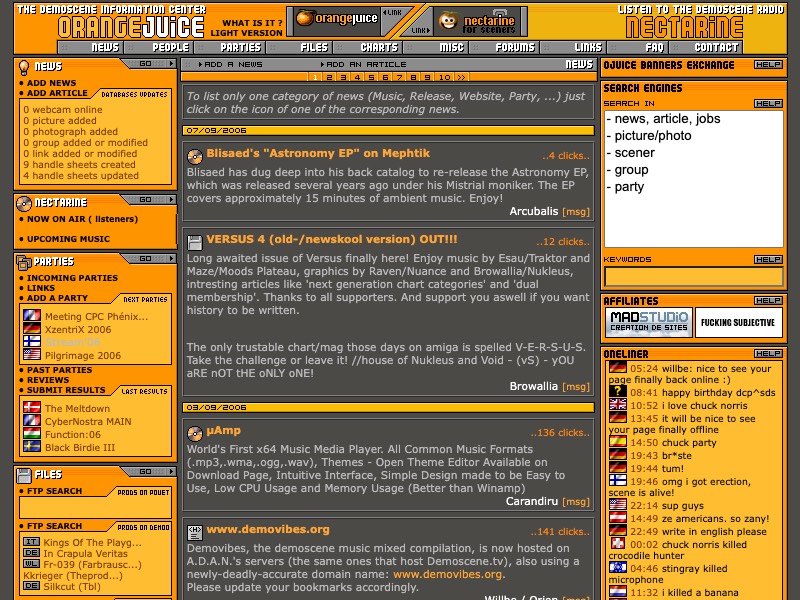 THE DEMOSCENE INFORMATION CENTER
ORANGEJUiCE
WHAT IS IT ?
LIGHT VERSION
orangejuice
LINK
LINK
nectarine
for sceners
LISTEN TO THE DEMOSCENE RADIO
NECTARINE
NEWS PEOPLE PARTIES FILES CHARTS MISC FORUMS LINKS FAQ CONTACT
NEWS GO
• ADD NEWS
• ADD ARTICLE
DATABASES UPDATES
0 webcam online
0 picture added
0 photograph added
0 group added or modified
0 link added or modified
9 handle sheets created
4 handle sheets updated
NECTARINE GO
• NOW ON AIR ( listeners)
• UPCOMING MUSIC
PARTIES GO
• INCOMING PARTIES
• LINKS
• ADD A PARTY
NEXT PARTIES
Meeting CPC Phénix...
XzentriX 2006
Stream'06
Pilgrimage 2006
• PAST PARTIES
• REVIEWS
• SUBMIT RESULTS
LAST RESULTS
The Meltdown
CyberNostra MAIN
Function:06
Black Birdie III
FILES GO
• FTP SEARCH
PRODS ON POUET
• FTP SEARCH
PRODS ON DEMOO
IT Kings Of The Playg...
DE In Crapula Veritas
WL Fr-039 (Farbrausc...)
Kkrieger (Theprod...)
DE Silkcut (Tbl)
ADD A NEWS
ADD AN ARTICLE
NEWS
1 2 3 4 5 6 7 8 9 10 >>
To list only one category of news (Music, Release, Website, Party, ...) just
click on the icon of one of the corresponding news.
07/09/2006
Blisaed's "Astronomy EP" on Mephtik
..4 clicks..
Blisaed has dug deep into his back catalog to re-release the Astronomy EP,
which was released several years ago under his Mistrial moniker. The EP
covers approximately 15 minutes of ambient music. Enjoy!
Arcubalis [msg]
VERSUS 4 (old-/newskool version) OUT!!!
..12 clicks..
Long awaited issue of Versus finally here! Enjoy music by Esau/Traktor and
Maze/Moods Plateau, graphics by Raven/Nuance and Browallia/Nukleus,
intresting articles like 'next generation chart categories' and 'dual
membership'. Thanks to all supporters. And support you aswell if you want
history to be written.
The only trustable chart/mag those days on amiga is spelled V-E-R-S-U-S.
Take the challenge or leave it! //house of Nukleus and Void - (vS) - yOU
aRE nOT tHE oNLY oNE!
Browallia [msg]
03/09/2006
µAmp
..136 clicks..
World's First x64 Music Media Player. All Common Music Formats
(.mp3,.wma,.ogg,.wav), Themes - Open Theme Editor Available on
Download Page, Intuitive Interface, Simple Design made to be Easy to
Use, Low CPU Usage and Memory Usage (Better than Winamp)
Carandiru [msg]
www.demovibes.org
..141 clicks..
Demovibes, the demoscene music mixed compilation, is now hosted on
A.D.A.N.'s servers (the same ones that host Demoscene.tv), also using a
newly-deadly-accurate domain name: www.demovibes.org.
Please update your bookmarks accordingly.
Willbe / Orion [msg]
OJUICE BANNERS EXCHANGE HELP
SEARCH ENGINES
SEARCH IN HELP
- news, article, jobs
- picture/photo
- scener
- group
- party
KEYWORDS HELP
AFFILIATES HELP
MADSTUDiO
CREATION DE SITES
FUCKING SUBJECTIVE
ONELINER HELP
05:24 willbe: nice to see your
page finally back online :)
08:41 happy birthday dcp^sds
10:52 i love chuck norris
13:45 it will be nice to see
your page finally offline
14:50 chuck party
19:43 br*ste
19:44 tum!
19:46 omg i got erection,
scene is alive!
22:14 sup guys
14:49 ze americans. so zany!
22:49 write in english please
00:02 chuck norris killed
crocodile hunter
04:46 stingray killed
microphone
11:32 i killed a banana